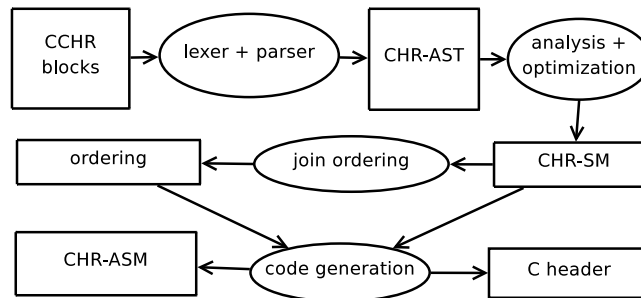 CCHR
blocks
lexer + parser
CHR-AST
analysis +
optimization
ordering
join ordering
CHR-SM
CHR-ASM
code generation
C header